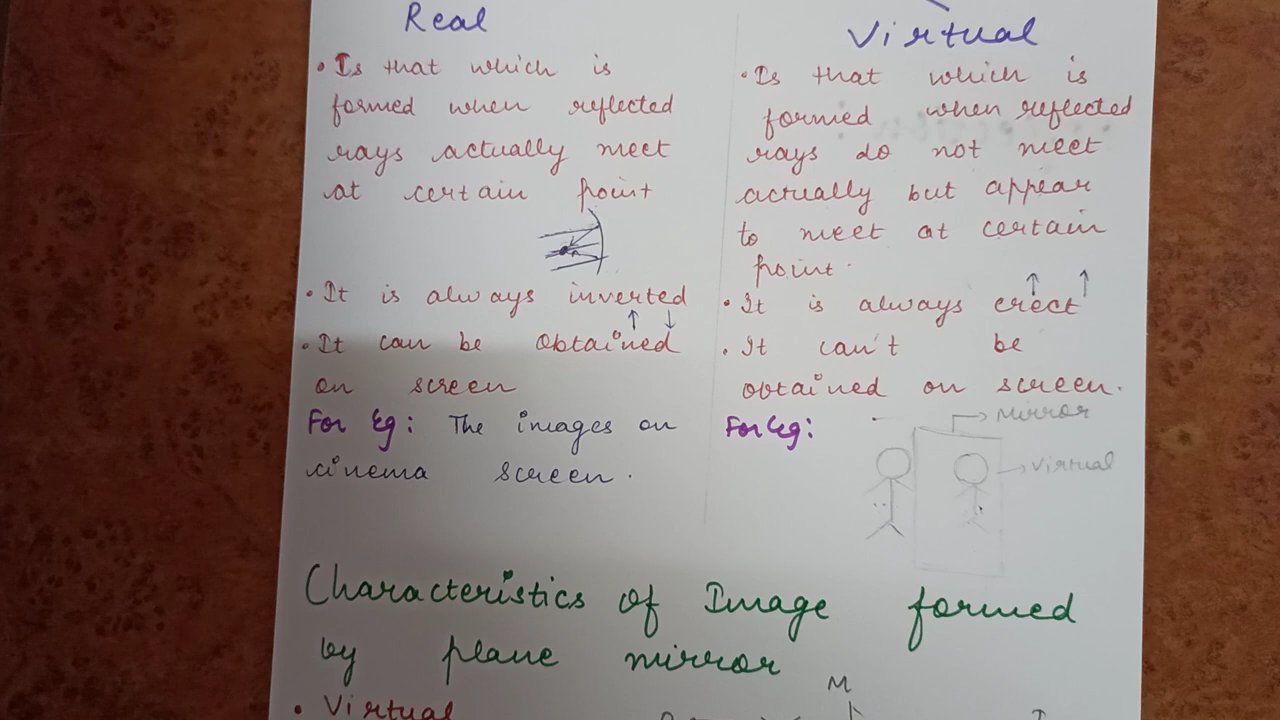 Real
• Is that which is
formed when reflected
rays actually meet
at certain point
• It is always inverted
• It can be obtained
on screen
For Eg: The images on
cinema screen.
Virtual
• Is that which is
formed when reflected
rays do not meet
actually but appear
to meet at certain
point.
• It is always erect
• It can't be
obtained on screen.
For eg:
mirror
Virtual
Characteristics of Image formed
by plane mirror
• Virtual
M